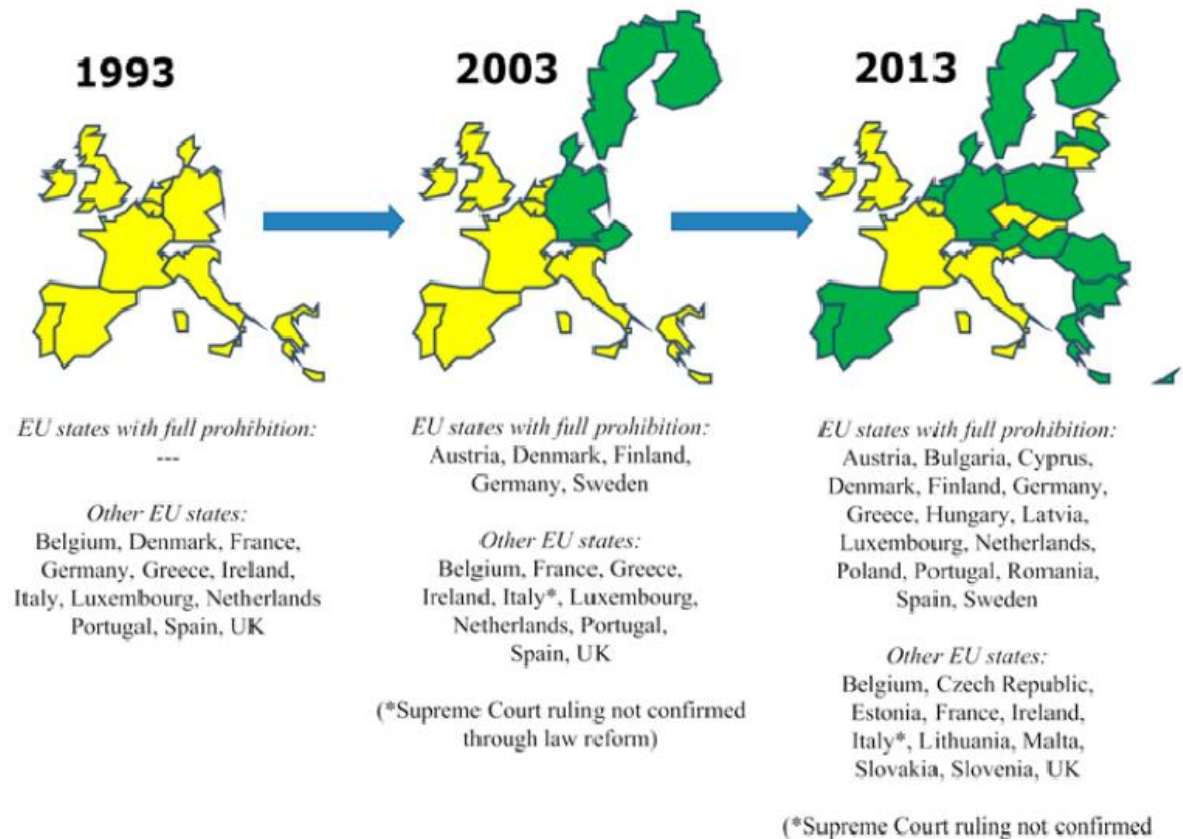 1993
EU states with full prohibition:
---
Other EU states:
Belgium, Denmark, France,
Germany, Greece, Ireland,
Italy, Luxembourg, Netherlands
Portugal, Spain, UK
2003
EU states with full prohibition:
Austria, Denmark, Finland,
Germany, Sweden
Other EU states:
Belgium, France, Greece,
Ireland, Italy*, Luxembourg,
Netherlands, Portugal,
Spain, UK
(*Supreme Court ruling not confirmed
through law reform)
2013
EU states with full prohibition:
Austria, Bulgaria, Cyprus,
Denmark, Finland, Germany,
Greece, Hungary, Latvia,
Luxembourg, Netherlands,
Poland, Portugal, Romania,
Spain, Sweden
Other EU states:
Belgium, Czech Republic,
Estonia, France, Ireland,
Italy*, Lithuania, Malta,
Slovakia, Slovenia, UK
(*Supreme Court ruling not confirmed